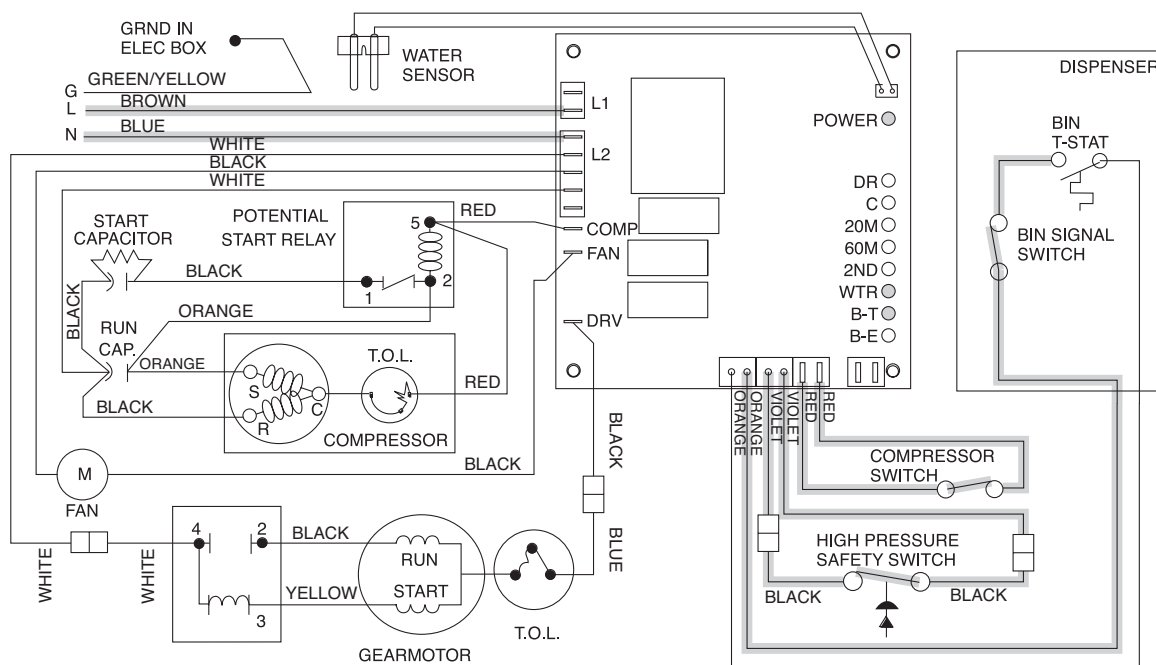 GRND IN
ELEC BOX
WATER
SENSOR
DISPENSER
G
GREEN/YELLOW
L
BROWN
L1
N
BLUE
WHITE
L2
BLACK
WHITE
POWER
BIN
T-STAT
DR
C
20M
60M
2ND
WTR
B-T
B-E
BIN SIGNAL
SWITCH
POTENTIAL
START RELAY
5
RED
COMP
FAN
DRV
START
CAPACITOR
BLACK
1
2
ORANGE
BLACK
RUN
CAP.
ORANGE
T.O.L.
S
C
R
RED
BLACK
COMPRESSOR
ORANGE
ORANGE
VIOLET
VIOLET
RED
RED
M
FAN
BLACK
BLACK
COMPRESSOR
SWITCH
4
2
BLACK
RUN
BLUE
HIGH PRESSURE
SAFETY SWITCH
WHITE
WHITE
YELLOW
START
3
BLACK
BLACK
T.O.L.
GEARMOTOR